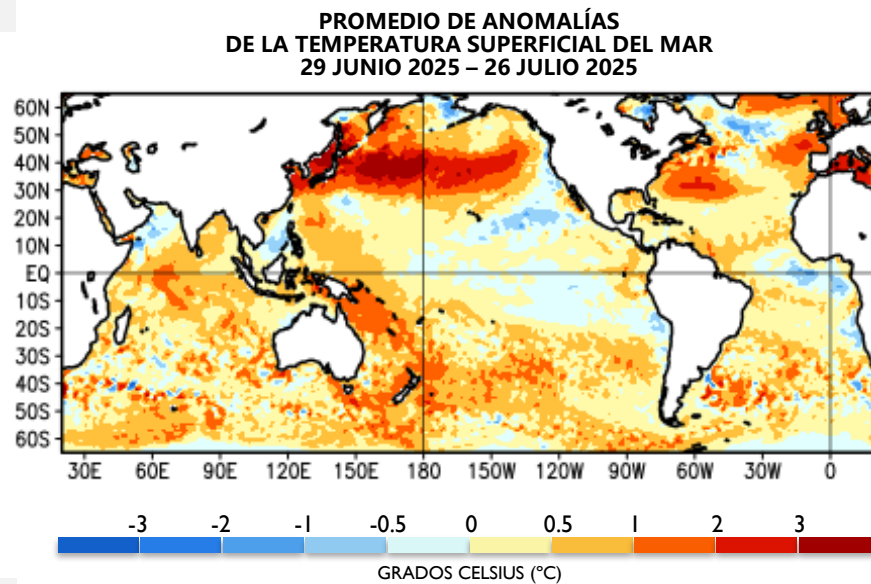 PROMEDIO DE ANOMALÍAS
DE LA TEMPERATURA SUPERFICIAL DEL MAR
29 JUNIO 2025 – 26 JULIO 2025
60N
50N
40N
30N
20N
10N
EQ
10S
20S
30S
40S
50S
60S
30E 60E 90E 120E 150E 180 150W 120W 90W 60W 30W 0
-3 -2 -1 -0.5 0 0.5 1 2 3
GRADOS CELSIUS (°C)